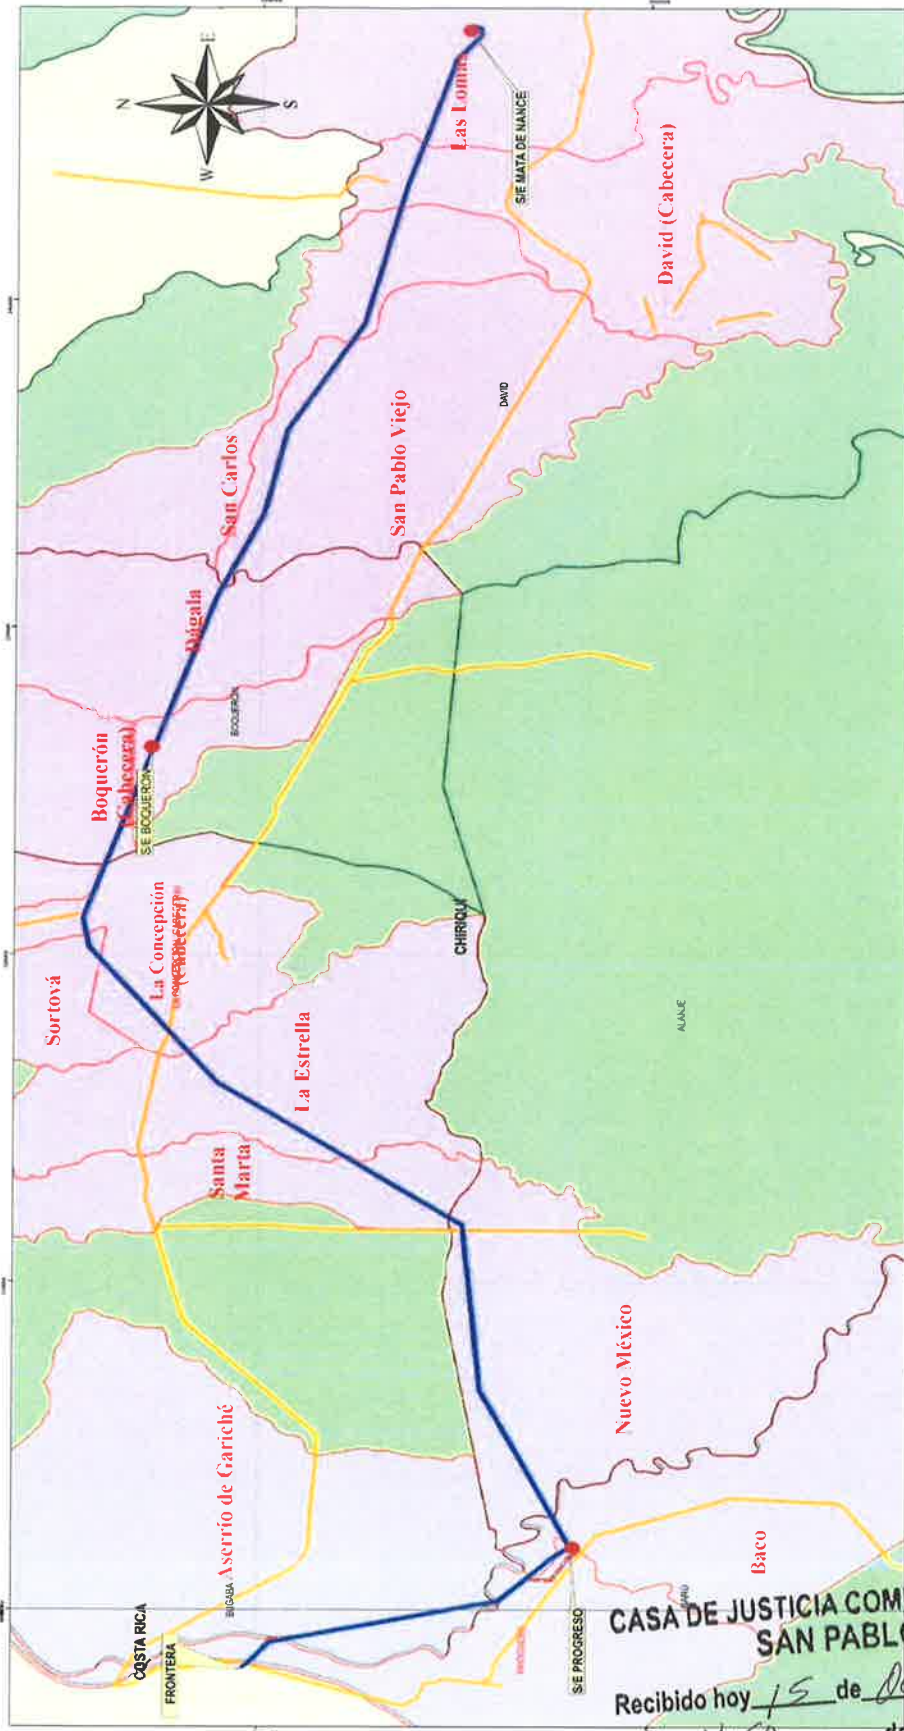 N
E
S
W
Las Lomas
S/E MATA DE NANCE
David (Cabecera)
San Carlos
San Pablo Viejo
DAVID
Dágala
Boquerón
(Cabecera)
S/E BOQUERON
BOQUERON
La Concepción
(Cabecera)
Sortová
La Estrella
CHIRIQUI
ALANJE
Santa
Marta
Nuevo México
Aserrío de Gariché
BUGABA
COSTA RICA
FRONTERA
S/E PROGRESO
Baco
CASA DE JUSTICIA COM
SAN PABLO
Recibido hoy 15 de